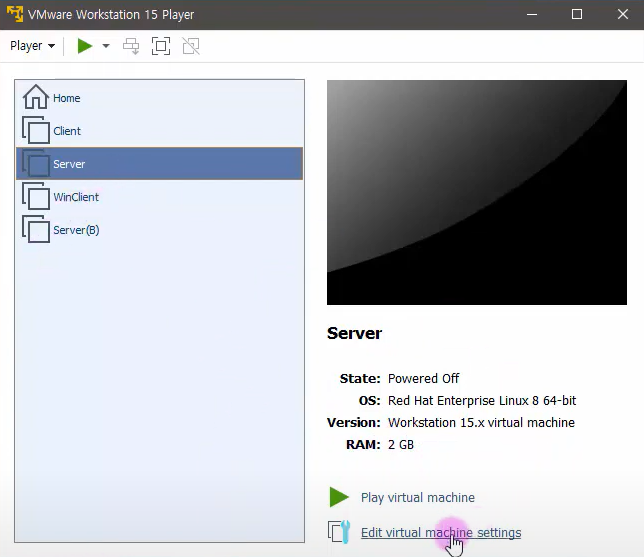 VMware Workstation 15 Player
Player
Home
Client
Server
WinClient
Server(B)
Server
State: Powered Off
OS: Red Hat Enterprise Linux 8 64-bit
Version: Workstation 15.x virtual machine
RAM: 2 GB
Play virtual machine
Edit virtual machine settings